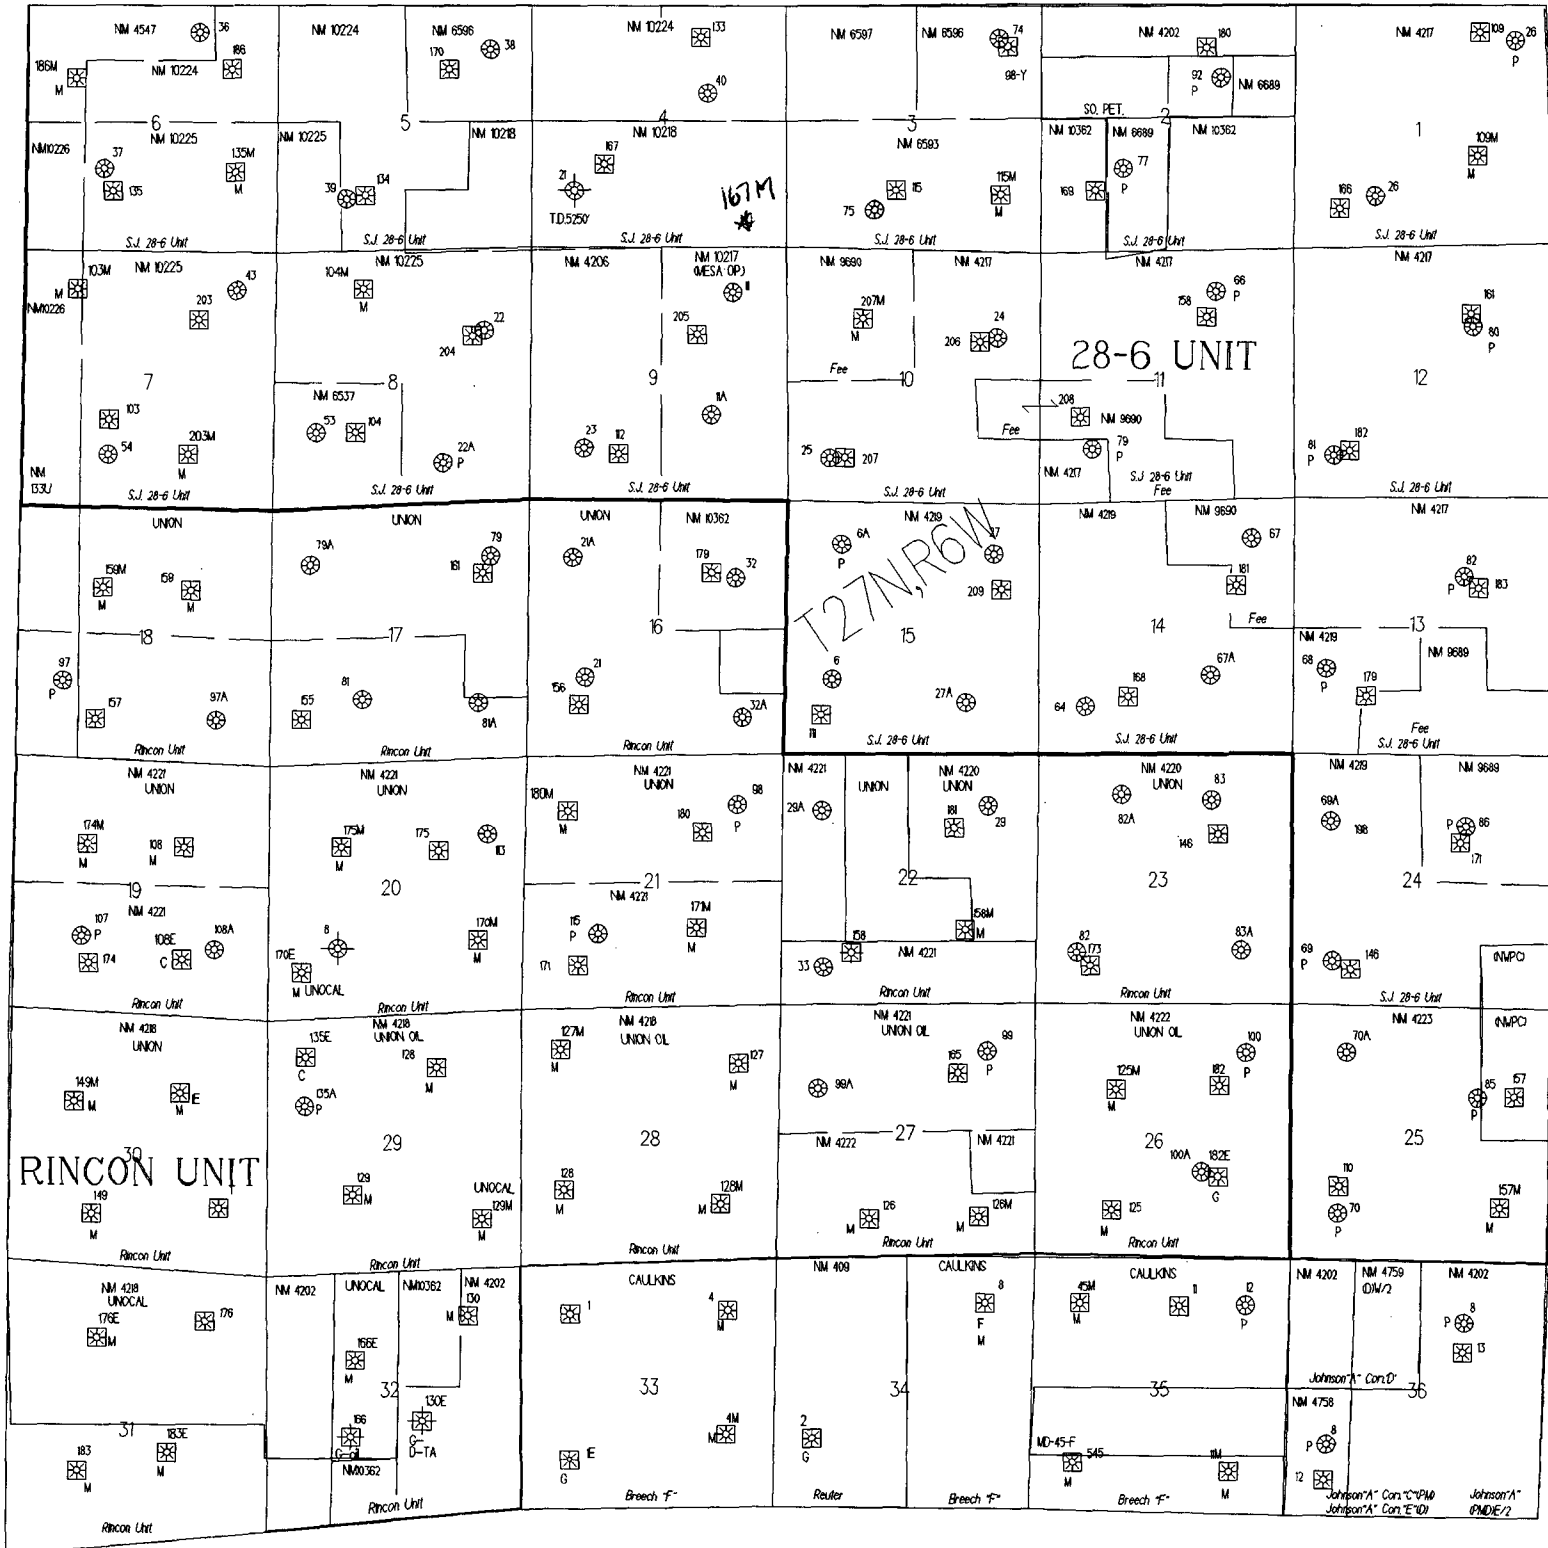 NM 4547
36
NM 10224
NM 6596
38
NM 10224
133
NM 6597
NM 6596
74
NM 4202
180
NM 4217
109
26
P
186M
M
NM 10224
186
170
40
98-Y
92
P
NM 6689
SO. PET.
6
5
4
3
2
1
NM10226
NM 10225
NM 10225
NM 10218
NM 10218
NM 6593
NM 10362
NM 6689
NM 10362
37
135
135M
M
39
134
21
T.D.5250'
167
167M
75
115
115M
M
169
77
P
109M
M
166
26
S.J. 28-6 Unit
S.J. 28-6 Unit
S.J. 28-6 Unit
S.J. 28-6 Unit
S.J. 28-6 Unit
S.J. 28-6 Unit
103M
M
NM 10225
NM10226
43
203
NM 10225
104M
M
22
204
NM 4206
NM 10217
(MESA OP.)
205
NM 9690
NM 4217
207M
M
24
206
NM 4217
66
P
158
NM 4217
161
80
P
28-6 UNIT
7
8
9
Fee
10
11
12
103
54
203M
M
NM 6537
53
104
22A
P
23
112
11A
25
207
208
Fee
NM 9690
79
P
NM 4217
81
P
182
NM
133U
S.J. 28-6 Unit
S.J. 28-6 Unit
S.J. 28-6 Unit
S.J. 28-6 Unit
S.J. 28-6 Unit
Fee
S.J. 28-6 Unit
UNION
UNION
UNION
NM 10362
NM 4219
NM 4219
NM 9690
NM 4217
159M
M
159
M
79A
79
161
21A
179
32
6A
P
27
209
67
181
82
P
183
T27N,R6W
18
17
16
15
14
Fee
13
97
P
157
97A
155
81
81A
156
21
32A
6
27A
64
168
67A
NM 4219
NM 9689
68
P
179
Rincon Unit
Rincon Unit
Rincon Unit
S.J. 28-6 Unit
S.J. 28-6 Unit
Fee
S.J. 28-6 Unit
NM 4221
UNION
NM 4221
UNION
NM 4221
UNION
NM 4221
UNION
NM 4220
UNION
NM 4220
UNION
NM 4219
NM 9689
174M
M
108
M
175M
M
175
113
180M
M
180
98
P
29A
181
29
82A
83
146
69A
198
P
86
171
19
20
21
22
23
24
NM 4221
107
P
174
108E
C
108A
8
170E
M UNOCAL
170M
M
NM 4221
115
P
171
171M
M
158
33
158M
M
NM 4221
82
173
83A
69
P
146
(NWPC)
Rincon Unit
Rincon Unit
Rincon Unit
Rincon Unit
Rincon Unit
S.J. 28-6 Unit
NM 4218
UNION
NM 4218
UNION OIL
NM 4218
UNION OIL
NM 4221
UNION OIL
NM 4222
UNION OIL
NM 4223
(NWPC)
149M
M
1E
M
135E
C
135A
P
128
M
127M
M
127
M
99A
165
99
P
125M
M
182
100
P
70A
85
P
157
30
29
28
27
26
25
RINCON UNIT
149
M
129
M
UNOCAL
129M
M
128
M
128M
M
NM 4222
NM 4221
126
M
126M
M
100A
182E
G
125
M
110
70
P
157M
M
Rincon Unit
Rincon Unit
Rincon Unit
Rincon Unit
Rincon Unit
NM 4218
UNOCAL
176E
M
176
NM 4202
UNOCAL
NM10362
NM 4202
130
M
166E
M
CAULKINS
1
4
M
NM 409
CAULKINS
8
F
M
CAULKINS
45M
M
11
12
P
NM 4202
NM 4759
(D)W/2
NM 4202
P
8
13
Johnson "A" Com."D"
31
32
33
34
35
36
183
M
183E
M
166
130E
G-
D-TA
NM10362
1E
G
4M
M
2
G
MD-45-F
545
M
11M
M
NM 4758
8
P
12
Rincon Unit
Rincon Unit
Breech "F"
Reuter
Breech "F"
Breech "F"
Johnson "A" Com. "C"(PM)
Johnson "A" Com. "E"(D)
Johnson "A"
(PMD)E/2